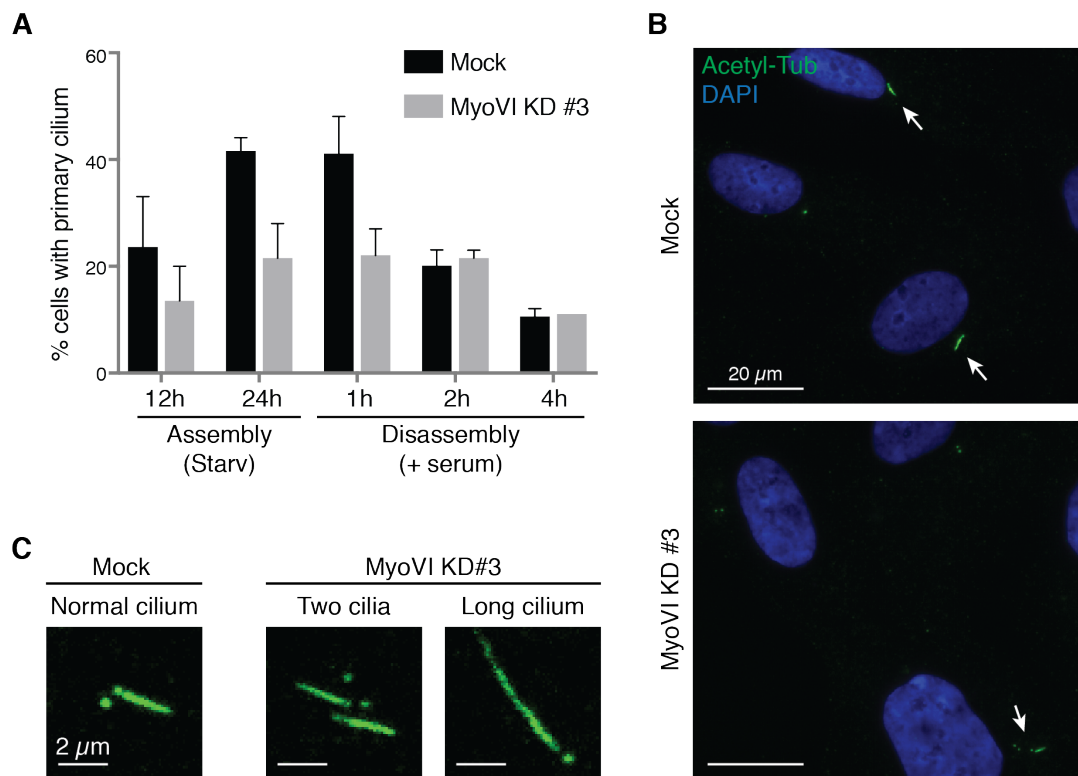 A
60
40
20
0
% cells with primary cilium
Mock
MyoVI KD #3
12h 24h 1h 2h 4h
Assembly
(Starv)
Disassembly
(+ serum)
B
Acetyl-Tub
DAPI
Mock
20 µm
MyoVI KD #3
C
Mock
MyoVI KD#3
Normal cilium
Two cilia
Long cilium
2 µm